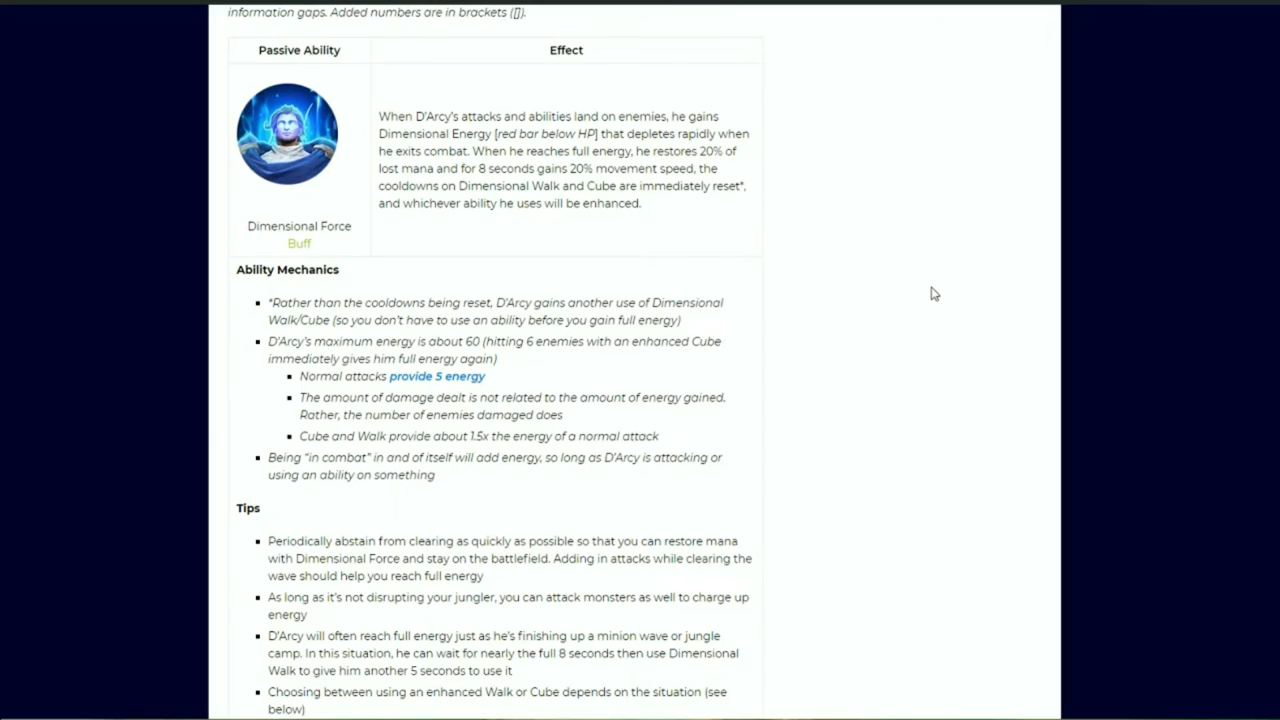 information gaps. Added numbers are in brackets ([]).
Passive Ability
Effect
When D'Arcy's attacks and abilities land on enemies, he gains
Dimensional Energy [red bar below HP] that depletes rapidly when
he exits combat. When he reaches full energy, he restores 20% of
lost mana and for 8 seconds gains 20% movement speed, the
cooldowns on Dimensional Walk and Cube are immediately reset*,
and whichever ability he uses will be enhanced.
Dimensional Force
Buff
Ability Mechanics
*Rather than the cooldowns being reset, D'Arcy gains another use of Dimensional
Walk/Cube (so you don't have to use an ability before you gain full energy)
D'Arcy's maximum energy is about 60 (hitting 6 enemies with an enhanced Cube
immediately gives him full energy again)
Normal attacks provide 5 energy
The amount of damage dealt is not related to the amount of energy gained.
Rather, the number of enemies damaged does
Cube and Walk provide about 1.5x the energy of a normal attack
Being "in combat" in and of itself will add energy, so long as D'Arcy is attacking or
using an ability on something
Tips
Periodically abstain from clearing as quickly as possible so that you can restore mana
with Dimensional Force and stay on the battlefield. Adding in attacks while clearing the
wave should help you reach full energy
As long as it's not disrupting your jungler, you can attack monsters as well to charge up
energy
D'Arcy will often reach full energy just as he's finishing up a minion wave or jungle
camp. In this situation, he can wait for nearly the full 8 seconds then use Dimensional
Walk to give him another 5 seconds to use it
Choosing between using an enhanced Walk or Cube depends on the situation (see
below)